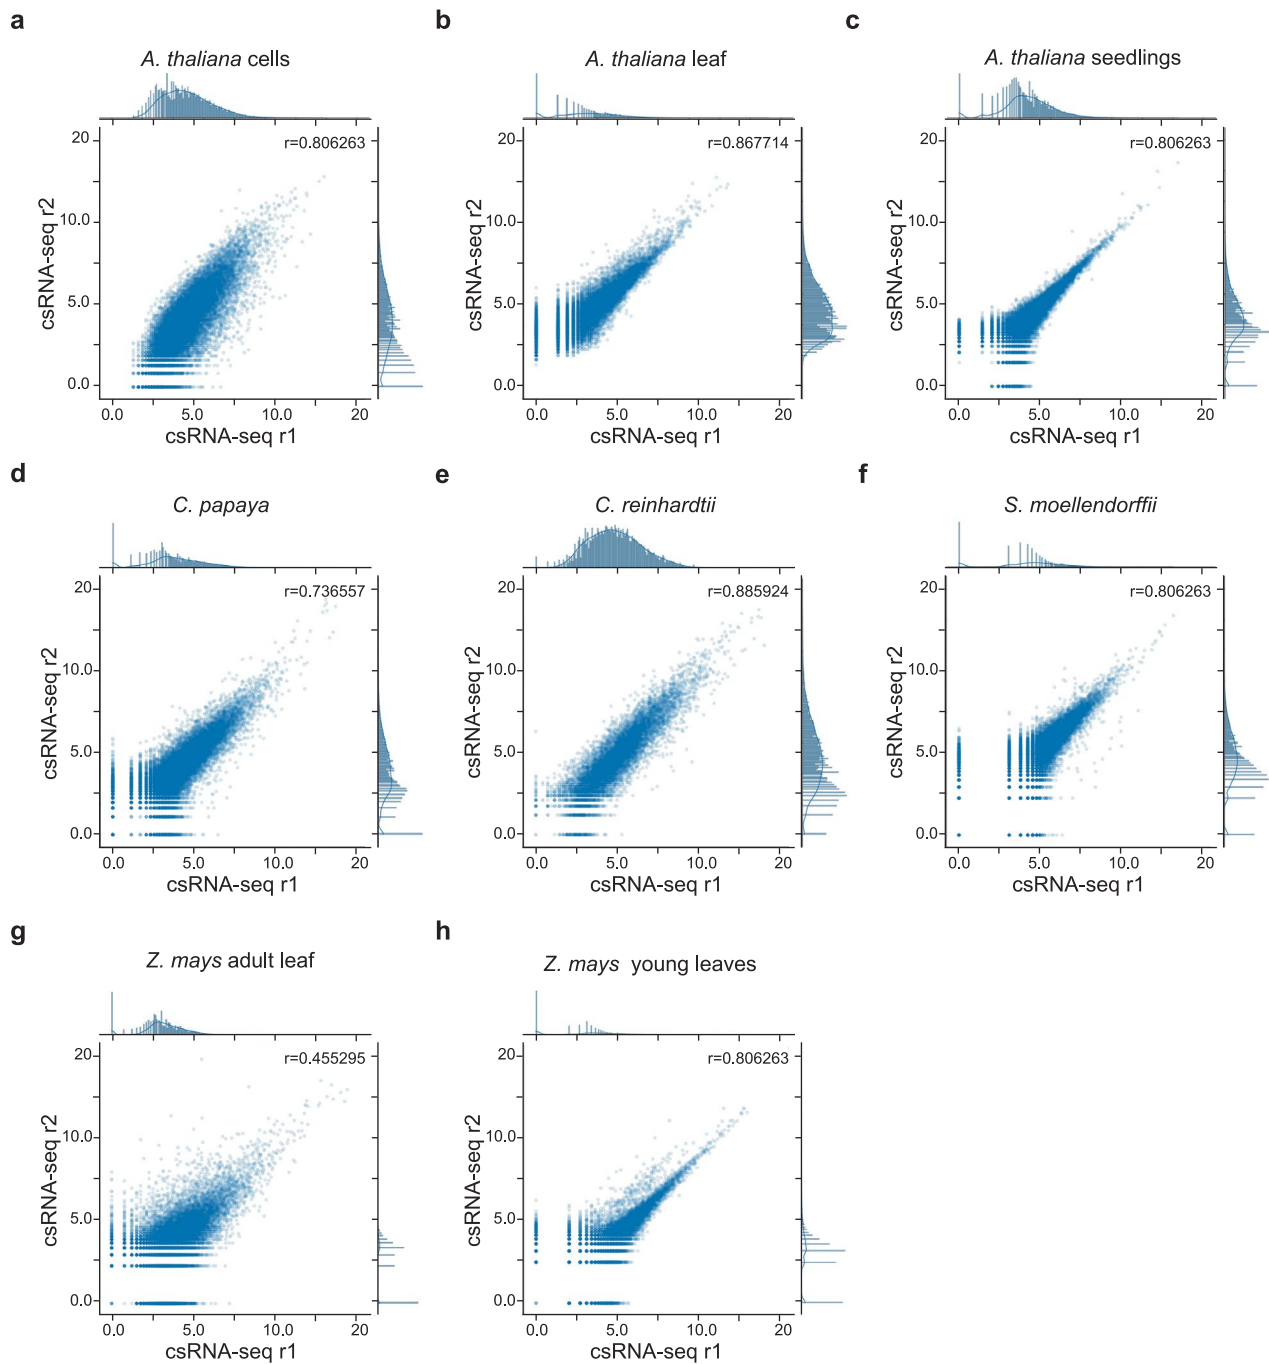 a
b
c
A. thaliana cells
A. thaliana leaf
A. thaliana seedlings
20
10.0
5.0
0.0
csRNA-seq r2
r=0.806263
0.0 5.0 10.0 20
csRNA-seq r1
20
10.0
5.0
0.0
csRNA-seq r2
r=0.867714
0.0 5.0 10.0 20
csRNA-seq r1
20
10.0
5.0
0.0
csRNA-seq r2
r=0.806263
0.0 5.0 10.0 20
csRNA-seq r1
d
e
f
C. papaya
C. reinhardtii
S. moellendorffii
20
10.0
5.0
0.0
csRNA-seq r2
r=0.736557
0.0 5.0 10.0 20
csRNA-seq r1
20
10.0
5.0
0.0
csRNA-seq r2
r=0.885924
0.0 5.0 10.0 20
csRNA-seq r1
20
10.0
5.0
0.0
csRNA-seq r2
r=0.806263
0.0 5.0 10.0 20
csRNA-seq r1
g
h
Z. mays adult leaf
Z. mays young leaves
20
10.0
5.0
0.0
csRNA-seq r2
r=0.455295
0.0 5.0 10.0 20
csRNA-seq r1
20
10.0
5.0
0.0
csRNA-seq r2
r=0.806263
0.0 5.0 10.0 20
csRNA-seq r1